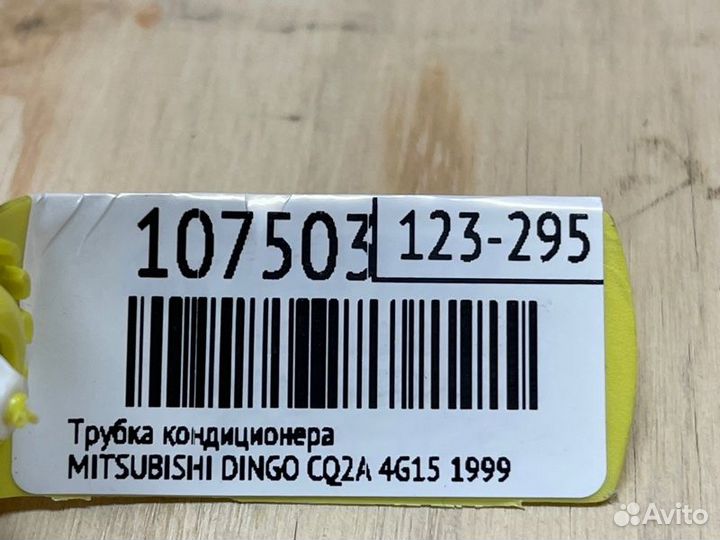 107503
123-295
Трубка кондиционера
MITSUBISHI DINGO CQ2A 4G15 1999
Avito